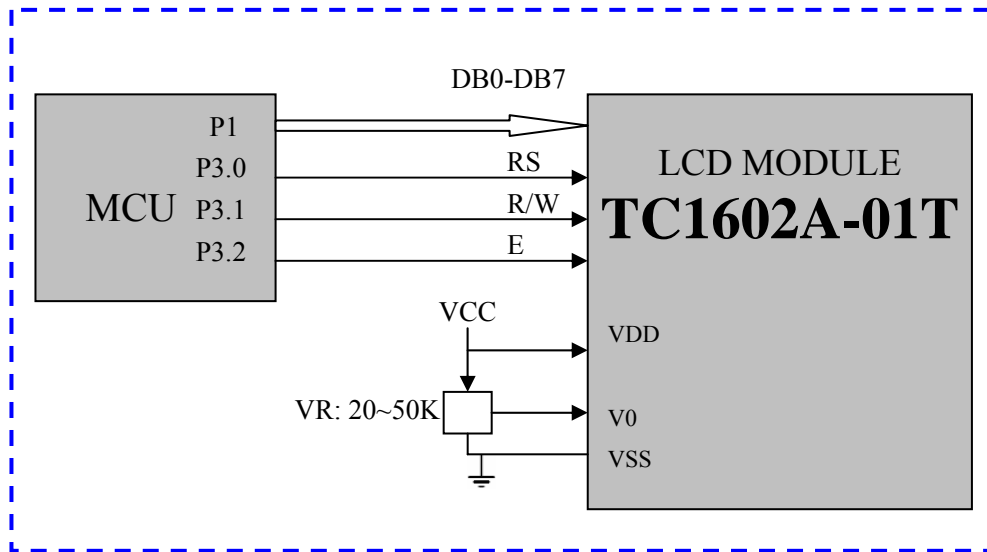 DB0-DB7
P1
P3.0
MCU P3.1
P3.2
RS
R/W
E
LCD MODULE
TC1602A-01T
VCC
VDD
VR: 20~50K
V0
VSS